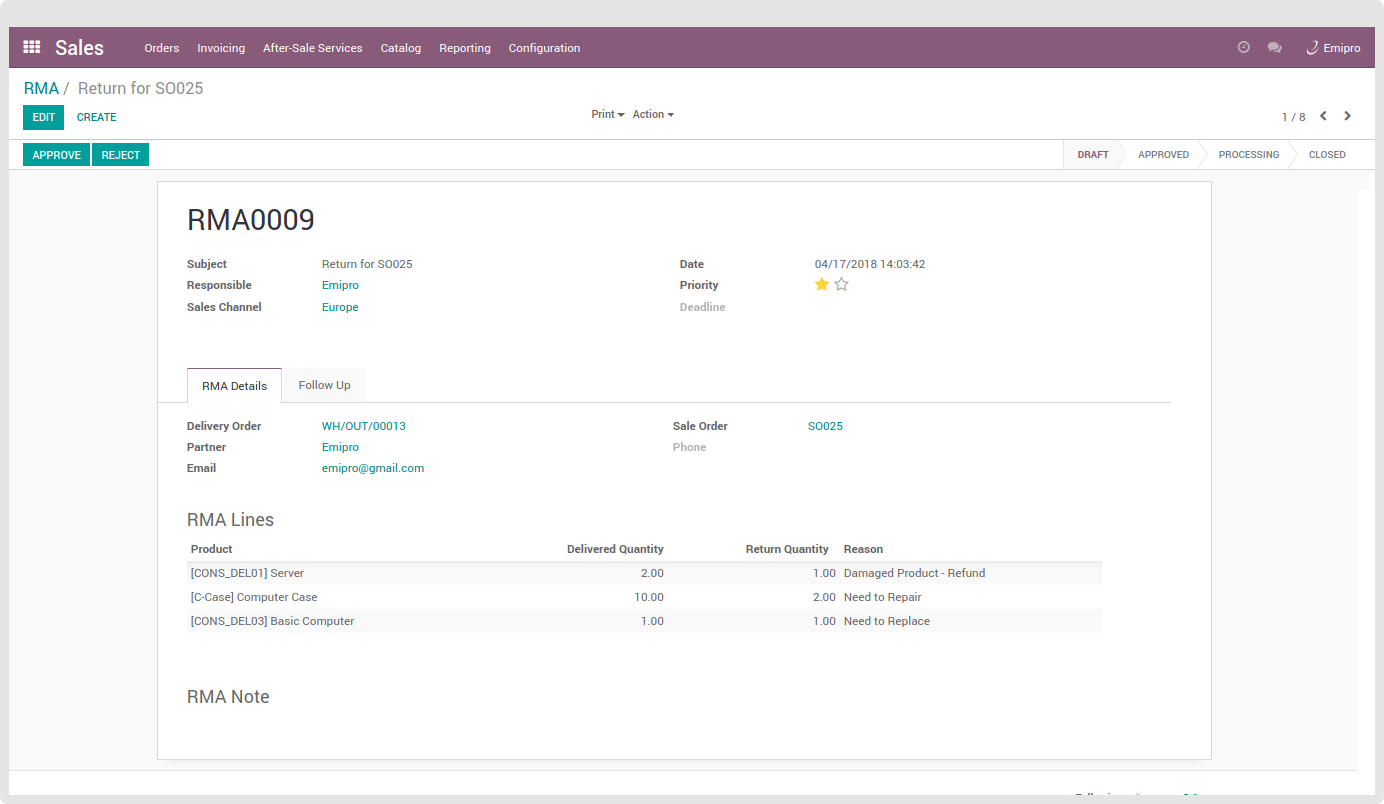 Sales Orders Invoicing After-Sale Services Catalog Reporting Configuration Emipro
RMA / Return for SO025
EDIT CREATE Print Action 1 / 8
APPROVE REJECT DRAFT APPROVED PROCESSING CLOSED
RMA0009
Subject Return for SO025 Date 04/17/2018 14:03:42
Responsible Emipro Priority
Sales Channel Europe Deadline
RMA Details Follow Up
Delivery Order WH/OUT/00013 Sale Order SO025
Partner Emipro Phone
Email emipro@gmail.com
RMA Lines
Product Delivered Quantity Return Quantity Reason
[CONS_DEL01] Server 2.00 1.00 Damaged Product - Refund
[C-Case] Computer Case 10.00 2.00 Need to Repair
[CONS_DEL03] Basic Computer 1.00 1.00 Need to Replace
RMA Note